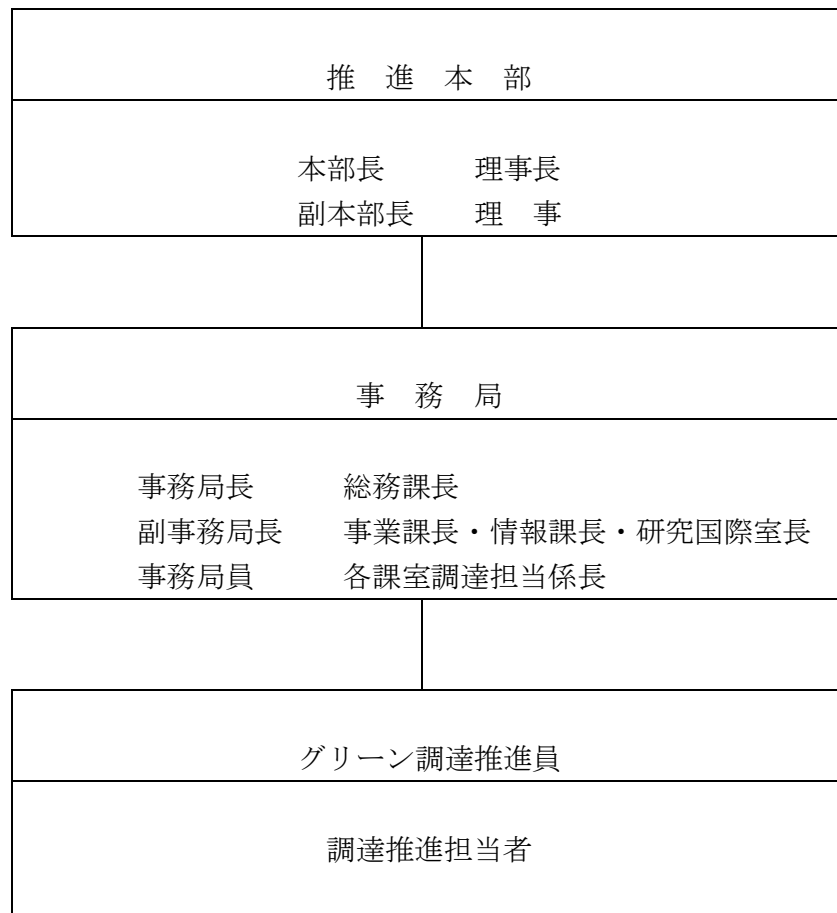 推　進　本　部
本部長　　　理事長
副本部長　　理　事
事　務　局
事務局長　　　総務課長
副事務局長　　事業課長・情報課長・研究国際室長
事務局員　　　各課室調達担当係長
グリーン調達推進員
調達推進担当者